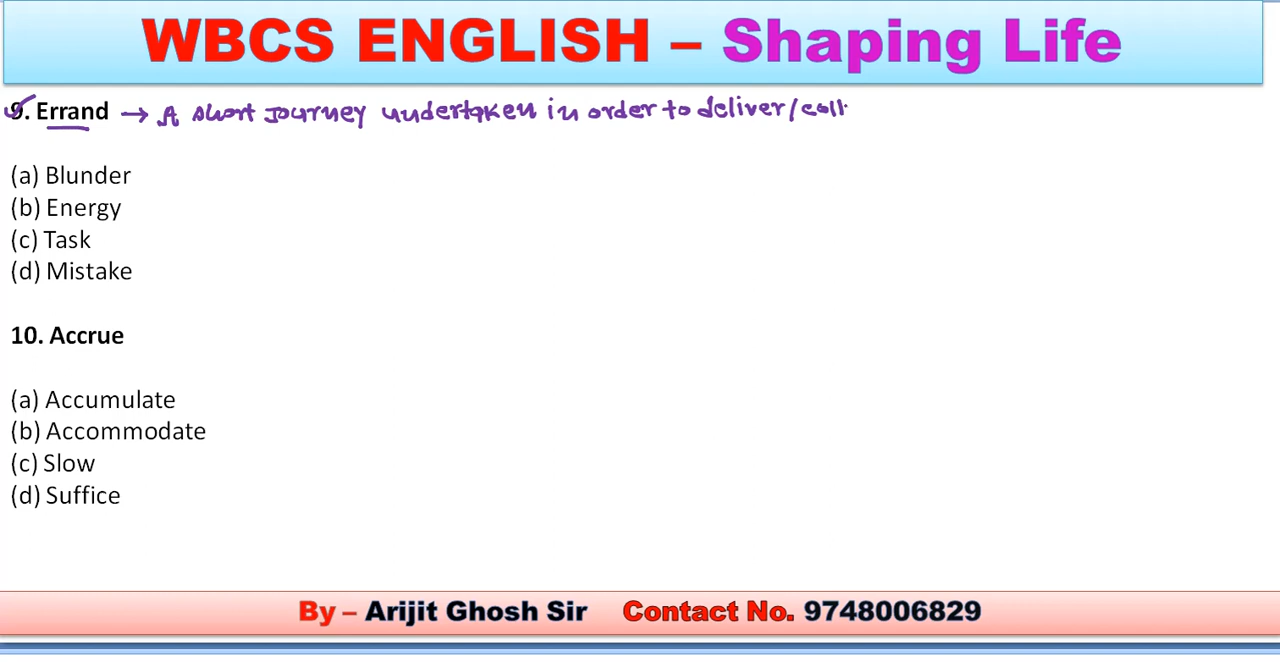 WBCS ENGLISH – Shaping Life
9. Errand → A short Journey undertaken in order to deliver/coll
(a) Blunder
(b) Energy
(c) Task
(d) Mistake
10. Accrue
(a) Accumulate
(b) Accommodate
(c) Slow
(d) Suffice
By – Arijit Ghosh Sir Contact No. 9748006829